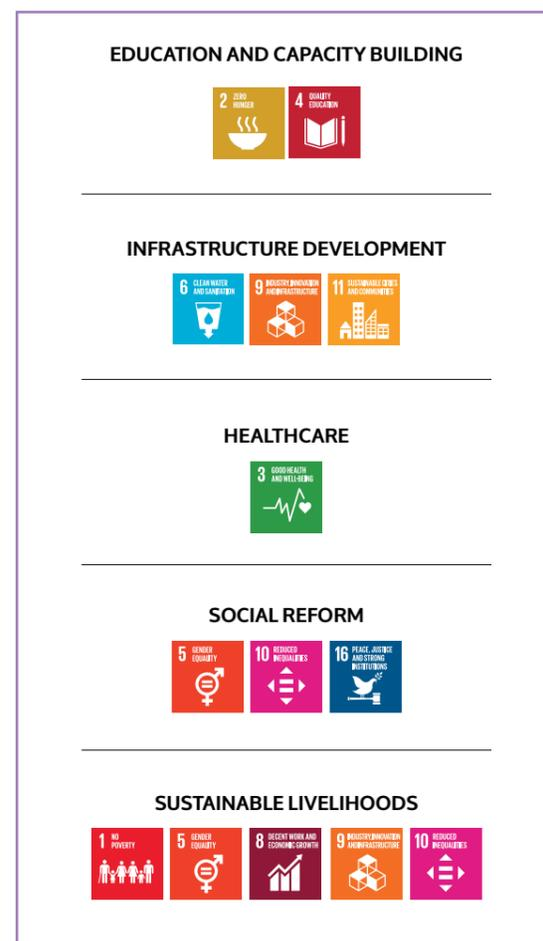 EDUCATION AND CAPACITY BUILDING
2 ZERO HUNGER
4 QUALITY EDUCATION
INFRASTRUCTURE DEVELOPMENT
6 CLEAN WATER AND SANITATION
9 INDUSTRY, INNOVATION AND INFRASTRUCTURE
11 SUSTAINABLE CITIES AND COMMUNITIES
HEALTHCARE
3 GOOD HEALTH AND WELL-BEING
SOCIAL REFORM
5 GENDER EQUALITY
10 REDUCED INEQUALITIES
16 PEACE, JUSTICE AND STRONG INSTITUTIONS
SUSTAINABLE LIVELIHOODS
1 NO POVERTY
5 GENDER EQUALITY
8 DECENT WORK AND ECONOMIC GROWTH
9 INDUSTRY, INNOVATION AND INFRASTRUCTURE
10 REDUCED INEQUALITIES